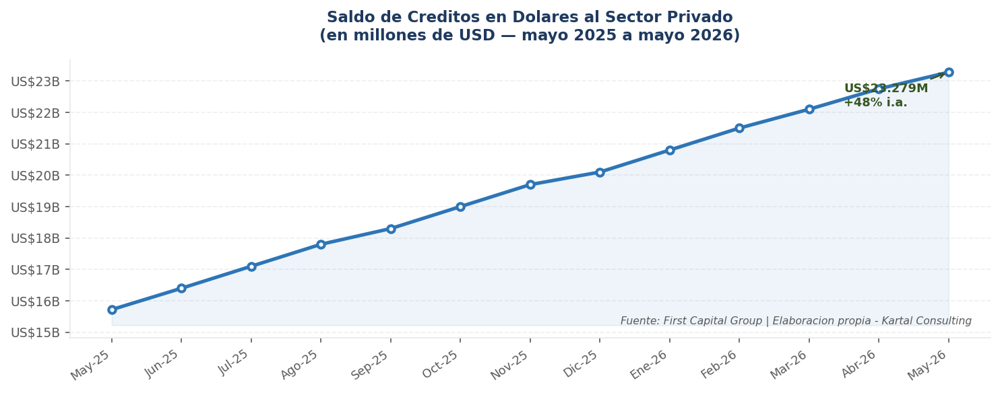 Saldo de Creditos en Dolares al Sector Privado
(en millones de USD — mayo 2025 a mayo 2026)
US$23B
US$22B
US$21B
US$20B
US$19B
US$18B
US$17B
US$16B
US$15B
US$23.279M
+48% i.a.
Fuente: First Capital Group | Elaboracion propia - Kartal Consulting
May-25
Jun-25
Jul-25
Ago-25
Sep-25
Oct-25
Nov-25
Dic-25
Ene-26
Feb-26
Mar-26
Abr-26
May-26